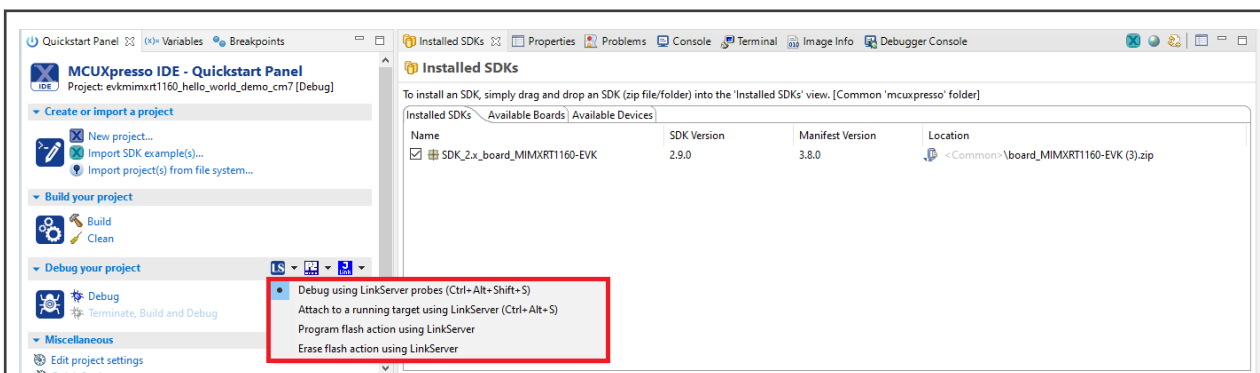 Quickstart Panel (x)= Variables Breakpoints
MCUXpresso IDE - Quickstart Panel
IDE
Project: evkmimxrt1160_hello_world_demo_cm7 [Debug]
Create or import a project
New project...
Import SDK example(s)...
Import project(s) from file system...
Build your project
Build
Clean
Debug your project
LS
Debug
Terminate, Build and Debug
Miscellaneous
Edit project settings
Installed SDKs Properties Problems Console Terminal Image Info Debugger Console
Installed SDKs
To install an SDK, simply drag and drop an SDK (zip file/folder) into the 'Installed SDKs' view. [Common 'mcuxpresso' folder]
Installed SDKs Available Boards Available Devices
Name SDK Version Manifest Version Location
SDK_2.x_board_MIMXRT1160-EVK 2.9.0 3.8.0 <Common>\board_MIMXRT1160-EVK (3).zip
Debug using LinkServer probes (Ctrl+Alt+Shift+S)
Attach to a running target using LinkServer (Ctrl+Alt+S)
Program flash action using LinkServer
Erase flash action using LinkServer